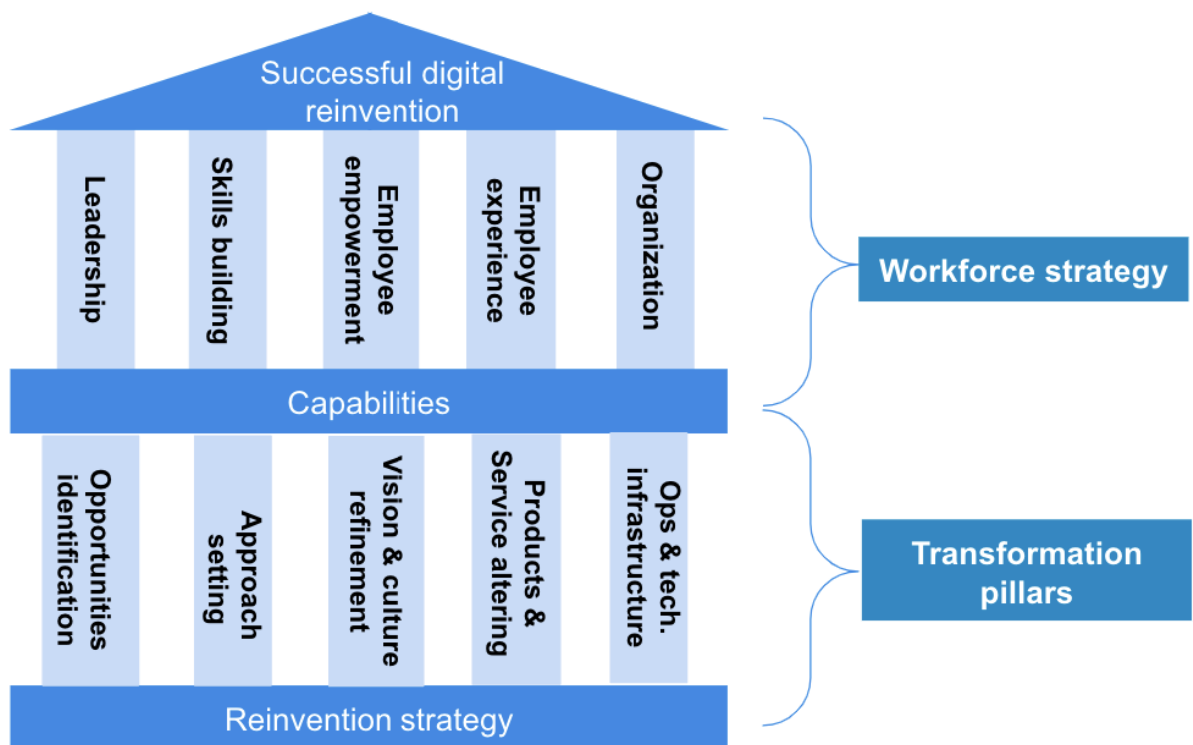 Successful digital
reinvention
Leadership
Skills building
Employee
empowerment
Employee
experience
Organization
Workforce strategy
Capabilities
Opportunities
identification
Approach
setting
Vision & culture
refinement
Products &
Service altering
Ops & tech.
infrastructure
Transformation
pillars
Reinvention strategy